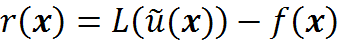 r(x) = L(ũ(x)) − f(x)